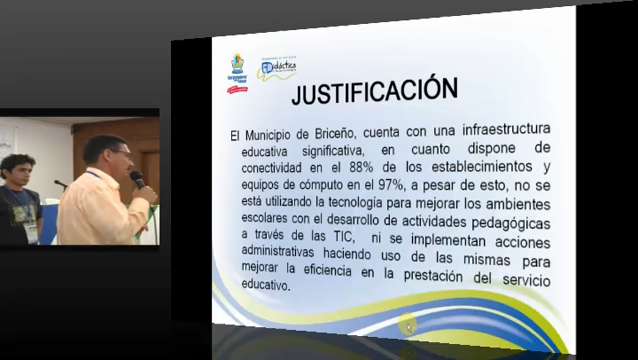 Didáctica
JUSTIFICACIÓN
El Municipio de Briceño, cuenta con una infraestructura
educativa significativa, en cuanto dispone de
conectividad en el 88% de los establecimientos y
equipos de cómputo en el 97%, a pesar de esto, no se
está utilizando la tecnología para mejorar los ambientes
escolares con el desarrollo de actividades pedagógicas
a través de las TIC, ni se implementan acciones
administrativas haciendo uso de las mismas para
mejorar la eficiencia en la prestación del servicio
educativo.